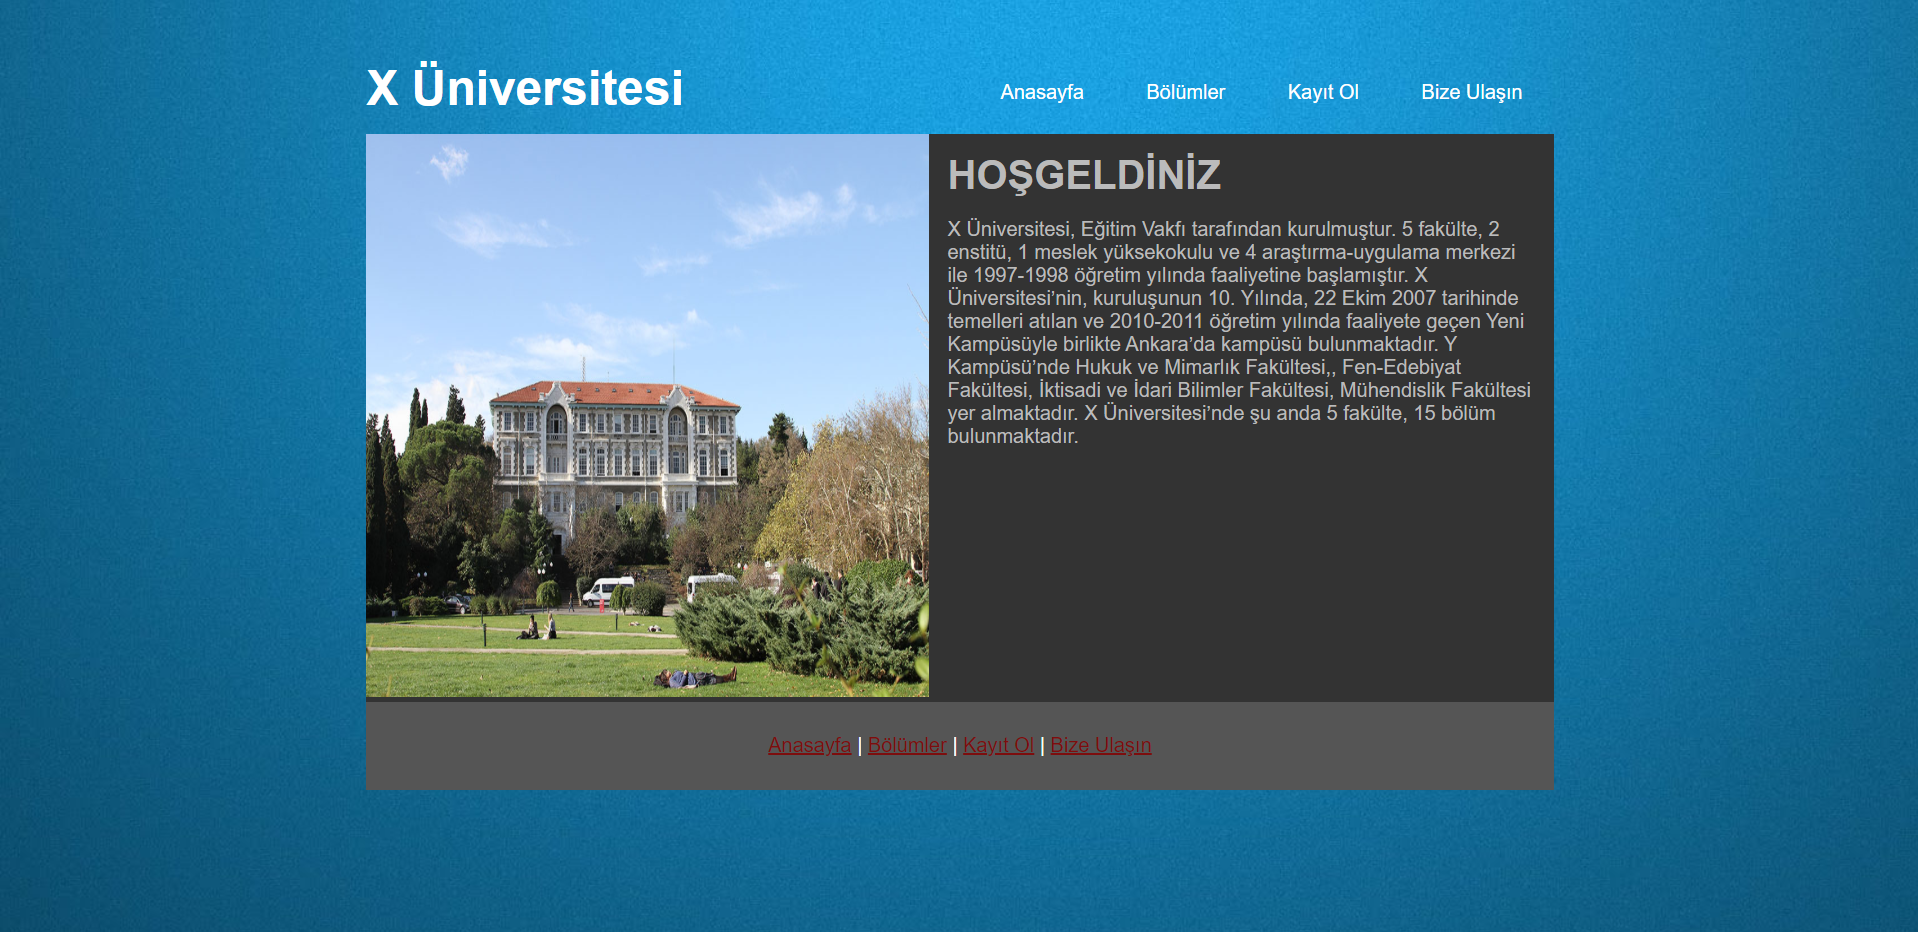 X Üniversitesi
Anasayfa Bölümler Kayıt Ol Bize Ulaşın
HOŞGELDİNİZ
X Üniversitesi, Eğitim Vakfı tarafından kurulmuştur. 5 fakülte, 2
enstitü, 1 meslek yüksekokulu ve 4 araştırma-uygulama merkezi
ile 1997-1998 öğretim yılında faaliyetine başlamıştır. X
Üniversitesi’nin, kuruluşunun 10. Yılında, 22 Ekim 2007 tarihinde
temelleri atılan ve 2010-2011 öğretim yılında faaliyete geçen Yeni
Kampüsüyle birlikte Ankara’da kampüsü bulunmaktadır. Y
Kampüsü’nde Hukuk ve Mimarlık Fakültesi,, Fen-Edebiyat
Fakültesi, İktisadi ve İdari Bilimler Fakültesi, Mühendislik Fakültesi
yer almaktadır. X Üniversitesi’nde şu anda 5 fakülte, 15 bölüm
bulunmaktadır.
Anasayfa | Bölümler | Kayıt Ol | Bize Ulaşın